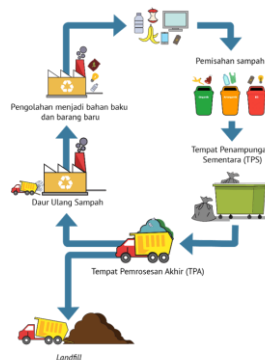 Pemisahan sampah
Pengolahan menjadi bahan baku
dan barang baru
Tempat Penampunga
Sementara (TPS)
Daur Ulang Sampah
Tempat Pemrosesan Akhir (TPA)
Landfill